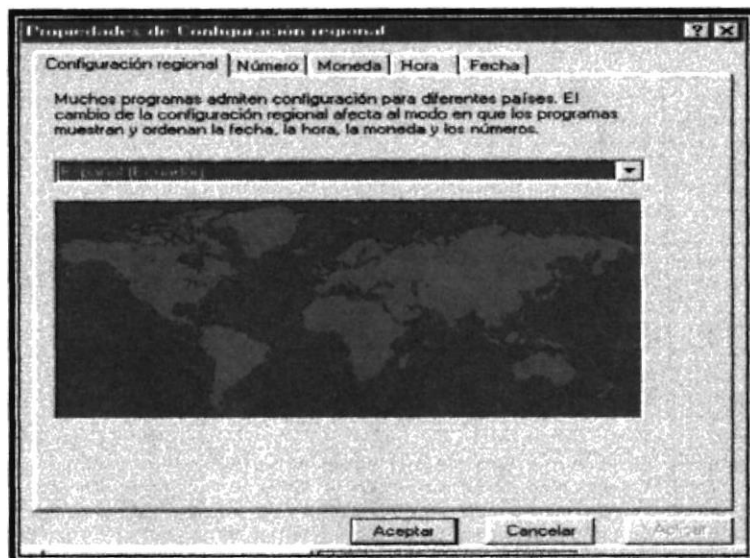 Propiedades de Configuración regional
Configuración regional Número Moneda Hora Fecha
Muchos programas admiten configuración para diferentes países. El
cambio de la configuración regional afecta al modo en que los programas
muestran y ordenan la fecha, la hora, la moneda y los números.
Español (Ecuador)
Aceptar Cancelar Aplicar